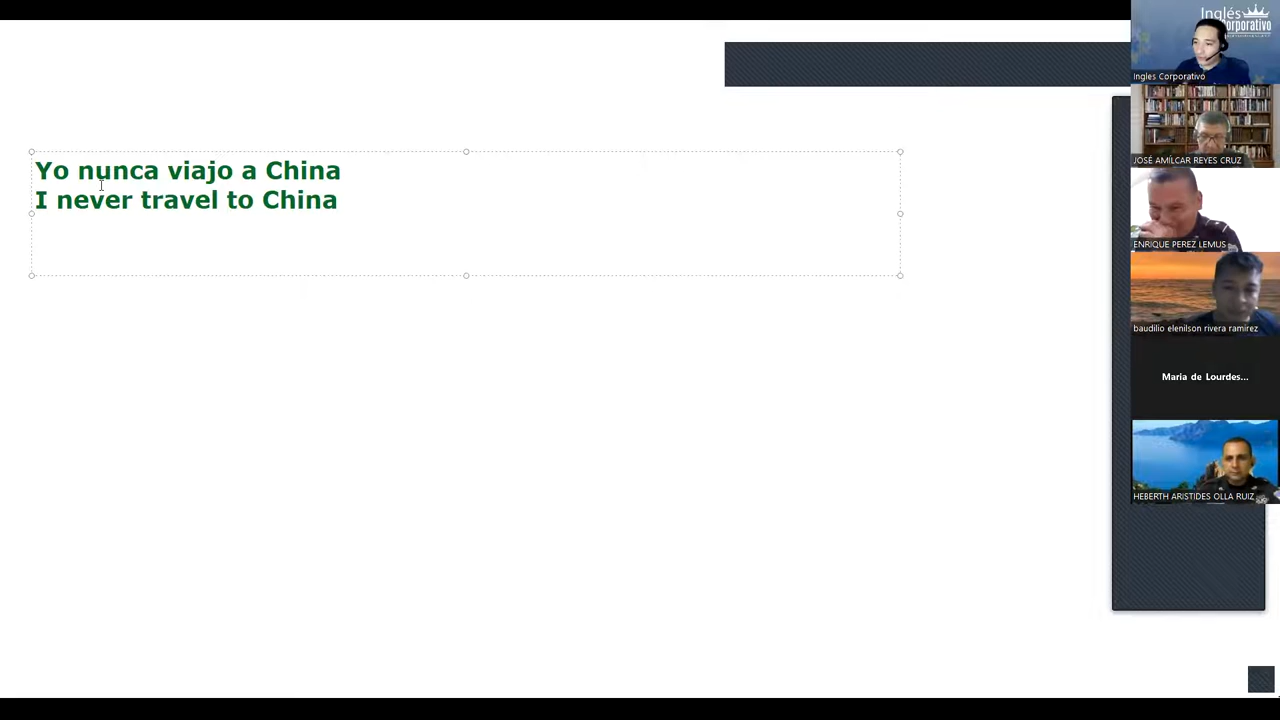 Yo nunca viajo a China
I never travel to China
Inglés
Corporativo
Ingles Corporativo
JOSÉ AMÍLCAR REYES CRUZ
ENRIQUE PEREZ LEMUS
baudilio elenilson rivera ramirez
Maria de Lourdes...
HEBERTH ARISTIDES OLLA RUIZ